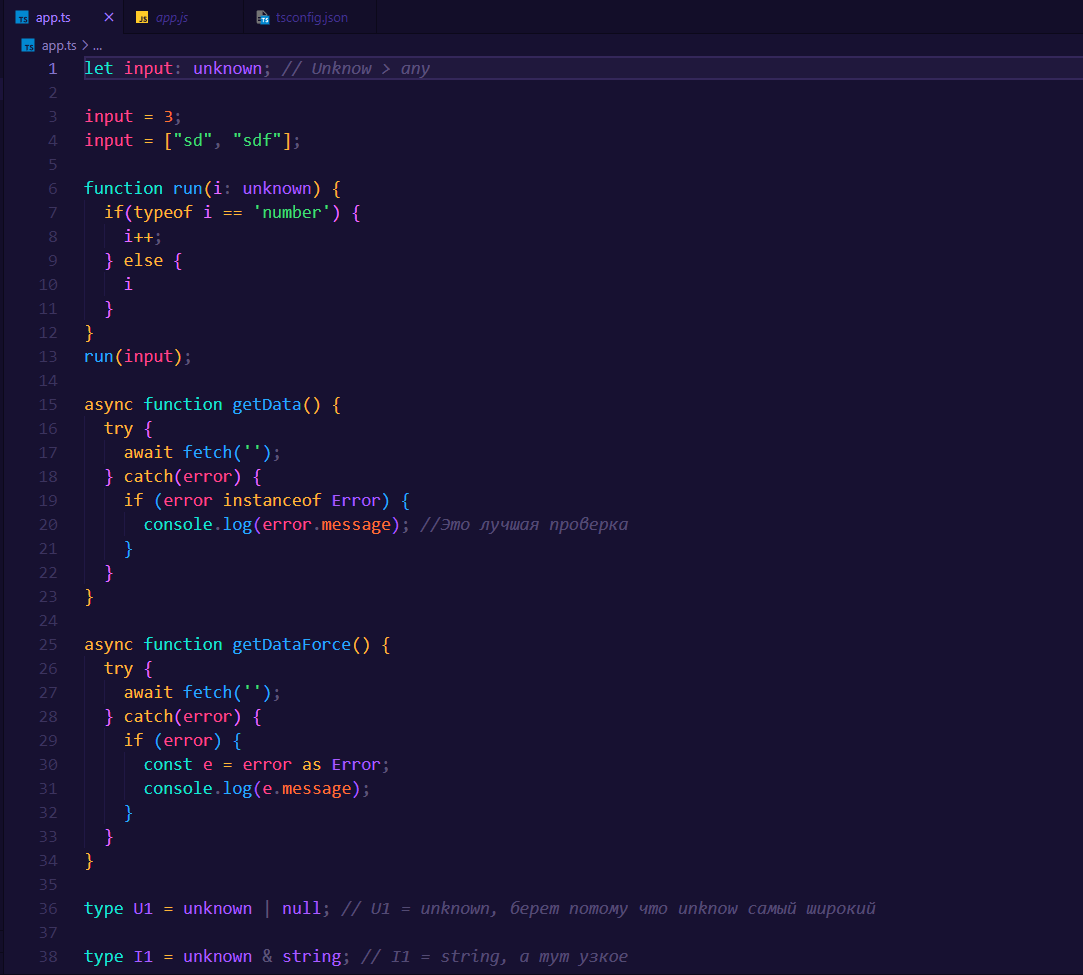 TS app.ts × JS app.js TS tsconfig.json
TS app.ts > ...
1 let input: unknown; // Unknow > any
2
3 input = 3;
4 input = ["sd", "sdf"];
5
6 function run(i: unknown) {
7 if(typeof i == 'number') {
8 i++;
9 } else {
10 i
11 }
12 }
13 run(input);
14
15 async function getData() {
16 try {
17 await fetch('');
18 } catch(error) {
19 if (error instanceof Error) {
20 console.log(error.message); //Это лучшая проверка
21 }
22 }
23 }
24
25 async function getDataForce() {
26 try {
27 await fetch('');
28 } catch(error) {
29 if (error) {
30 const e = error as Error;
31 console.log(e.message);
32 }
33 }
34 }
35
36 type U1 = unknown | null; // U1 = unknown, берет потому что unknow самый широкий
37
38 type I1 = unknown & string; // I1 = string, а тут узкое